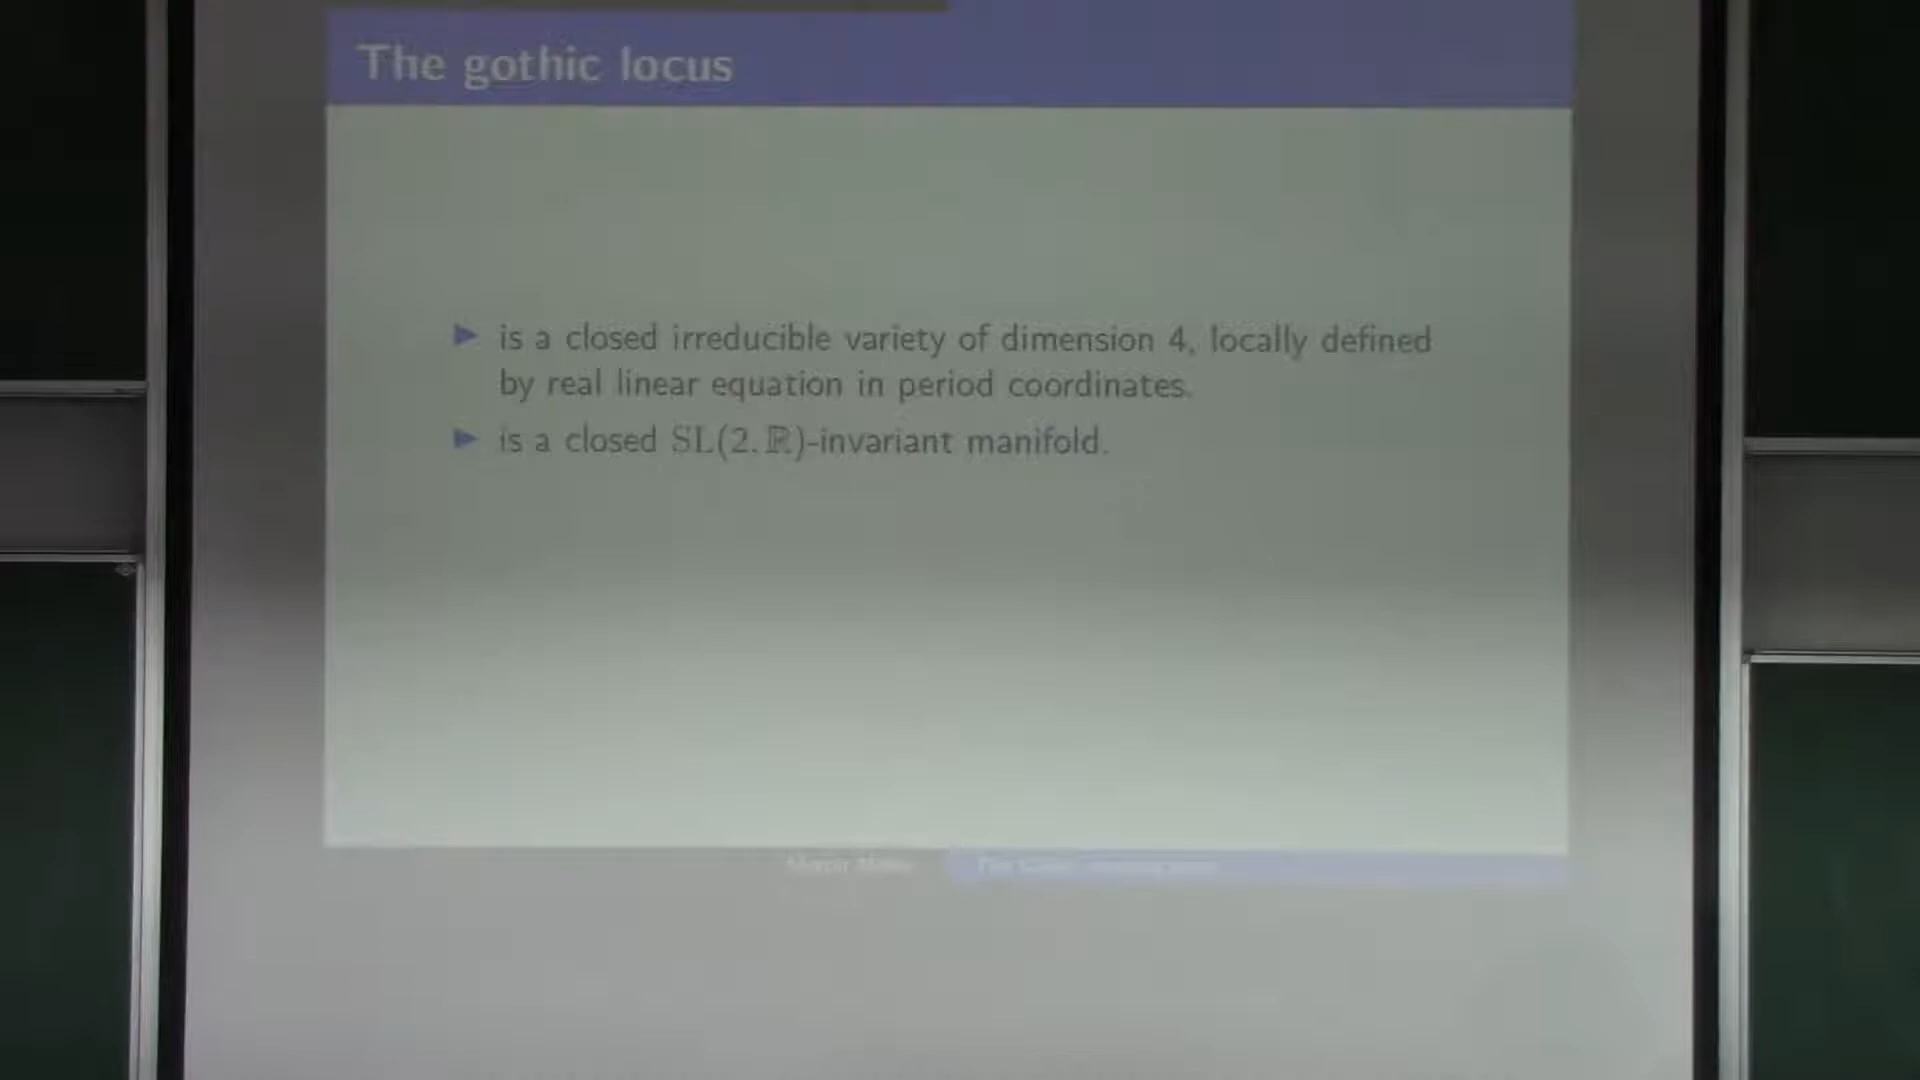 The gothic locus
▶ is a closed irreducible variety of dimension 4, locally defined
by real linear equation in period coordinates.
▶ is a closed SL(2, ℝ)-invariant manifold.